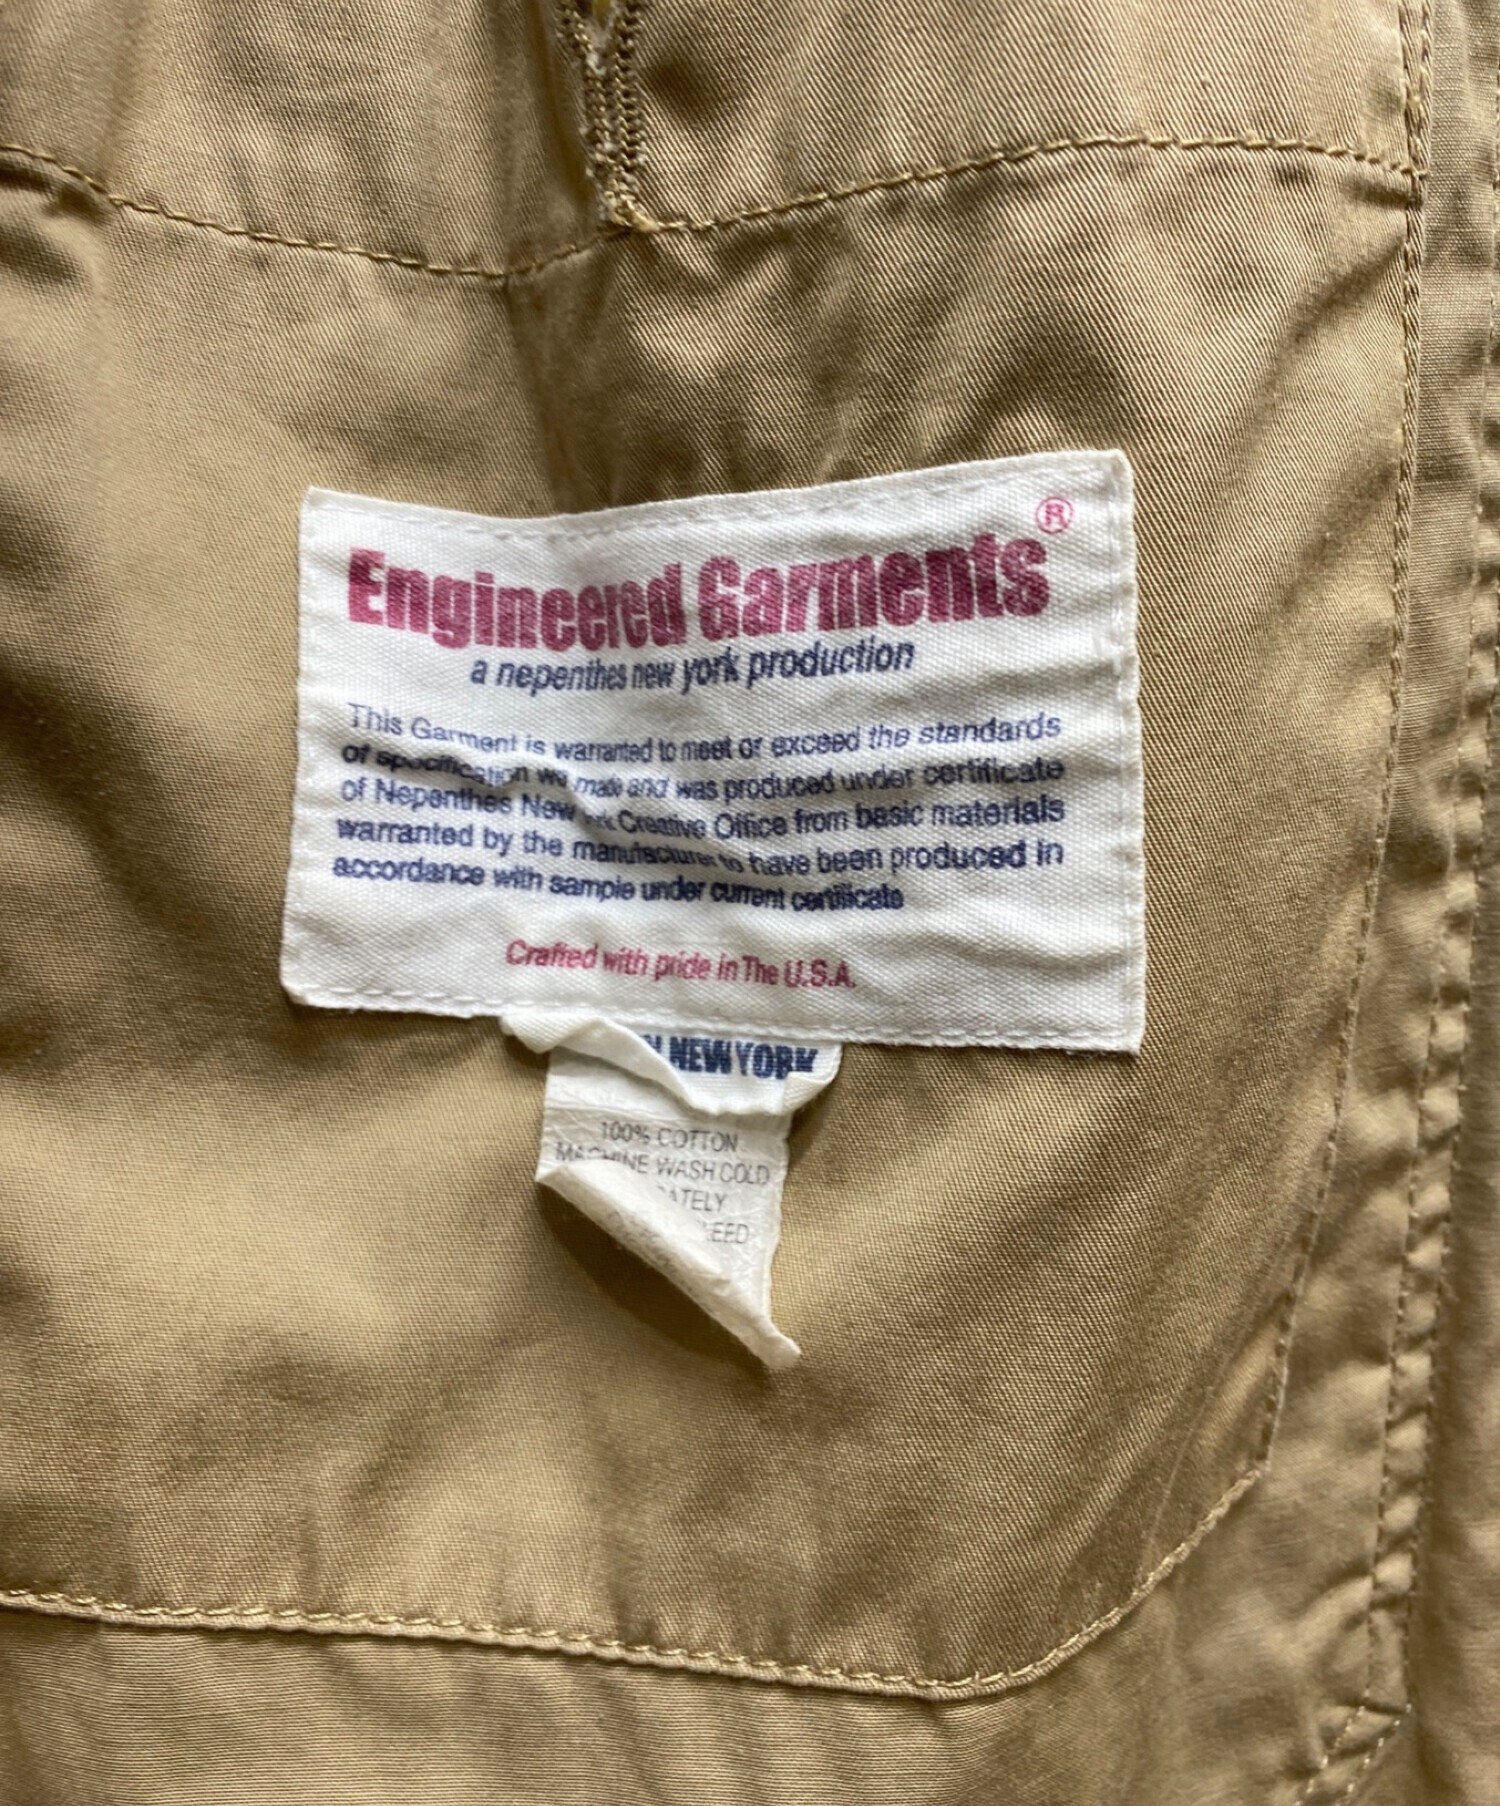 Engineered Garments®
a nepenthes new york production
This Garment is warranted to meet or exceed the standards
of specification we made and was produced under certificate
of Nepenthes New Creative Office from basic materials
warranted by the manufacturer to have been produced in
accordance with sample under current certificate
Crafted with pride in The U.S.A.
NEW YORK
100% COTTON
MACHINE WASH COLD